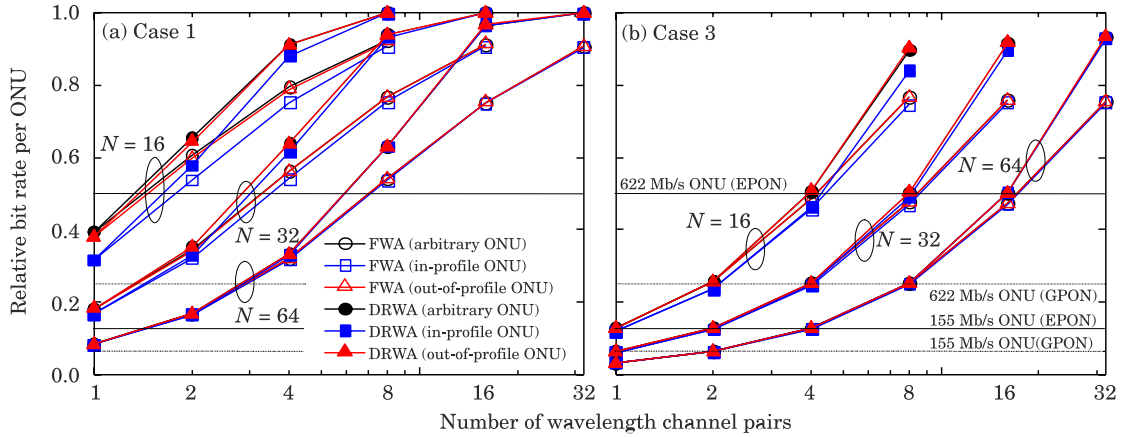 Relative bit rate per ONU
1.0
0.8
0.6
0.4
0.2
0.0
(a) Case 1
N = 16
N = 32
N = 64
FWA (arbitrary ONU)
FWA (in-profile ONU)
FWA (out-of-profile ONU)
DRWA (arbitrary ONU)
DRWA (in-profile ONU)
DRWA (out-of-profile ONU)
1
2
4
8
16
32
(b) Case 3
N = 64
622 Mb/s ONU (EPON)
N = 16
N = 32
622 Mb/s ONU (GPON)
155 Mb/s ONU (EPON)
155 Mb/s ONU(GPON)
1
2
4
8
16
32
Number of wavelength channel pairs